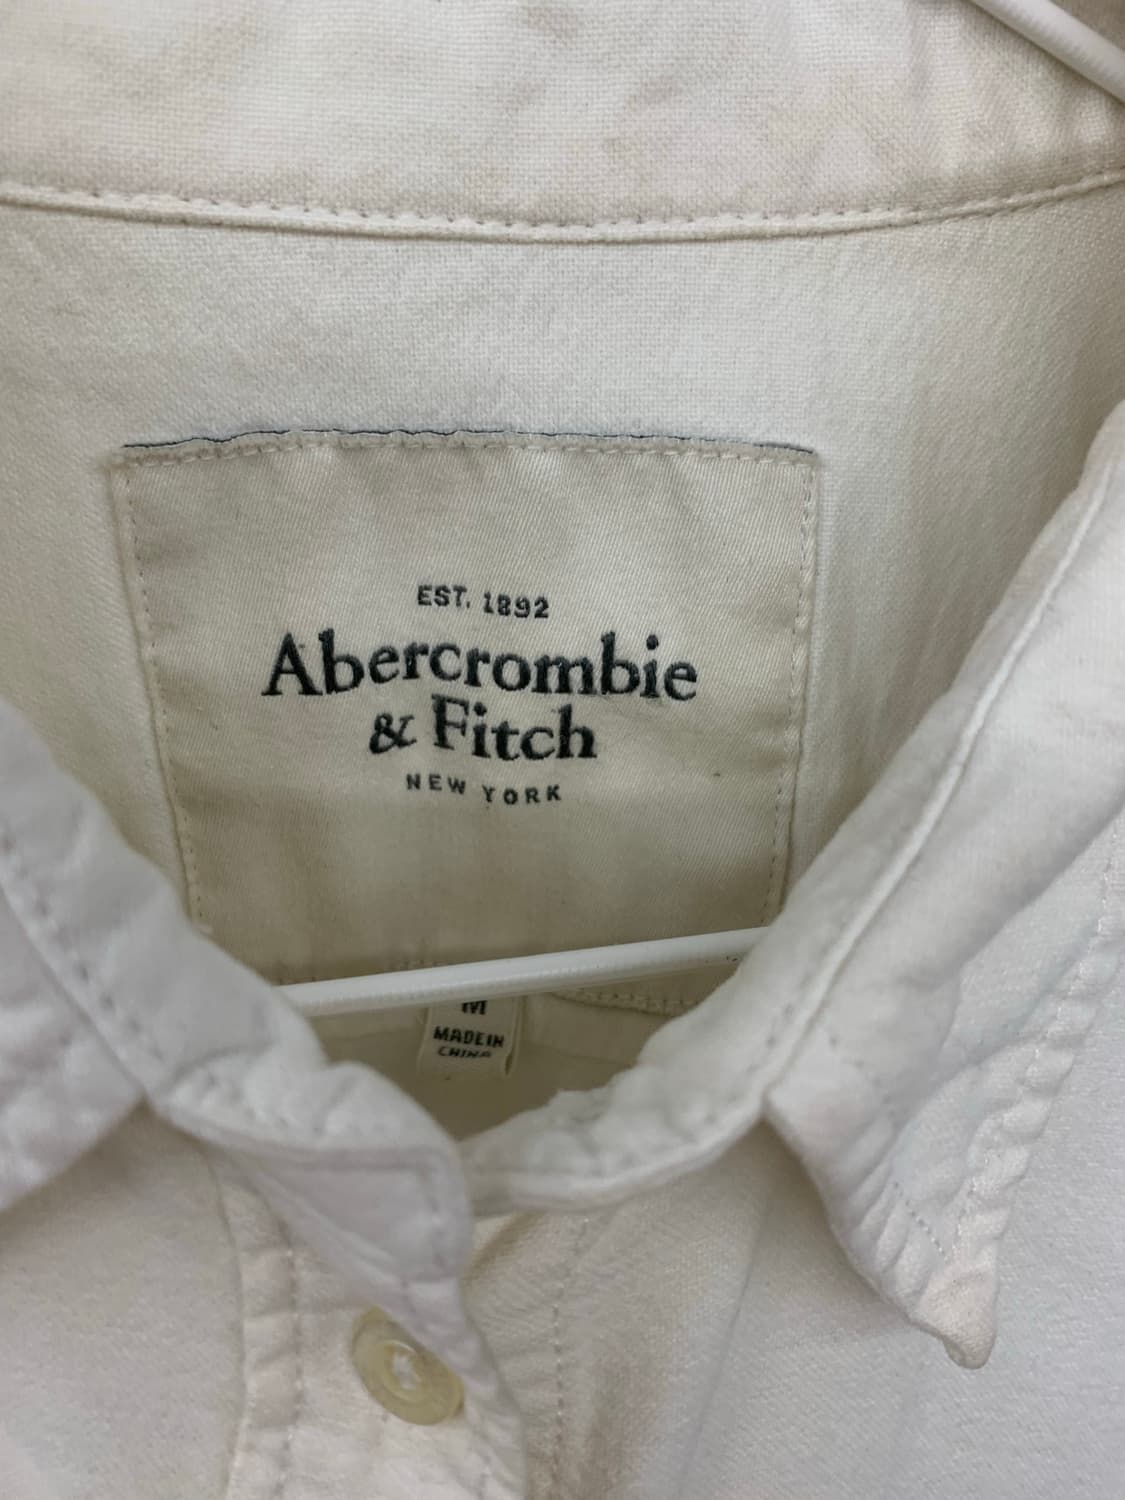 EST. 1892
Abercrombie
& Fitch
NEW YORK
M
MADE IN
CHINA